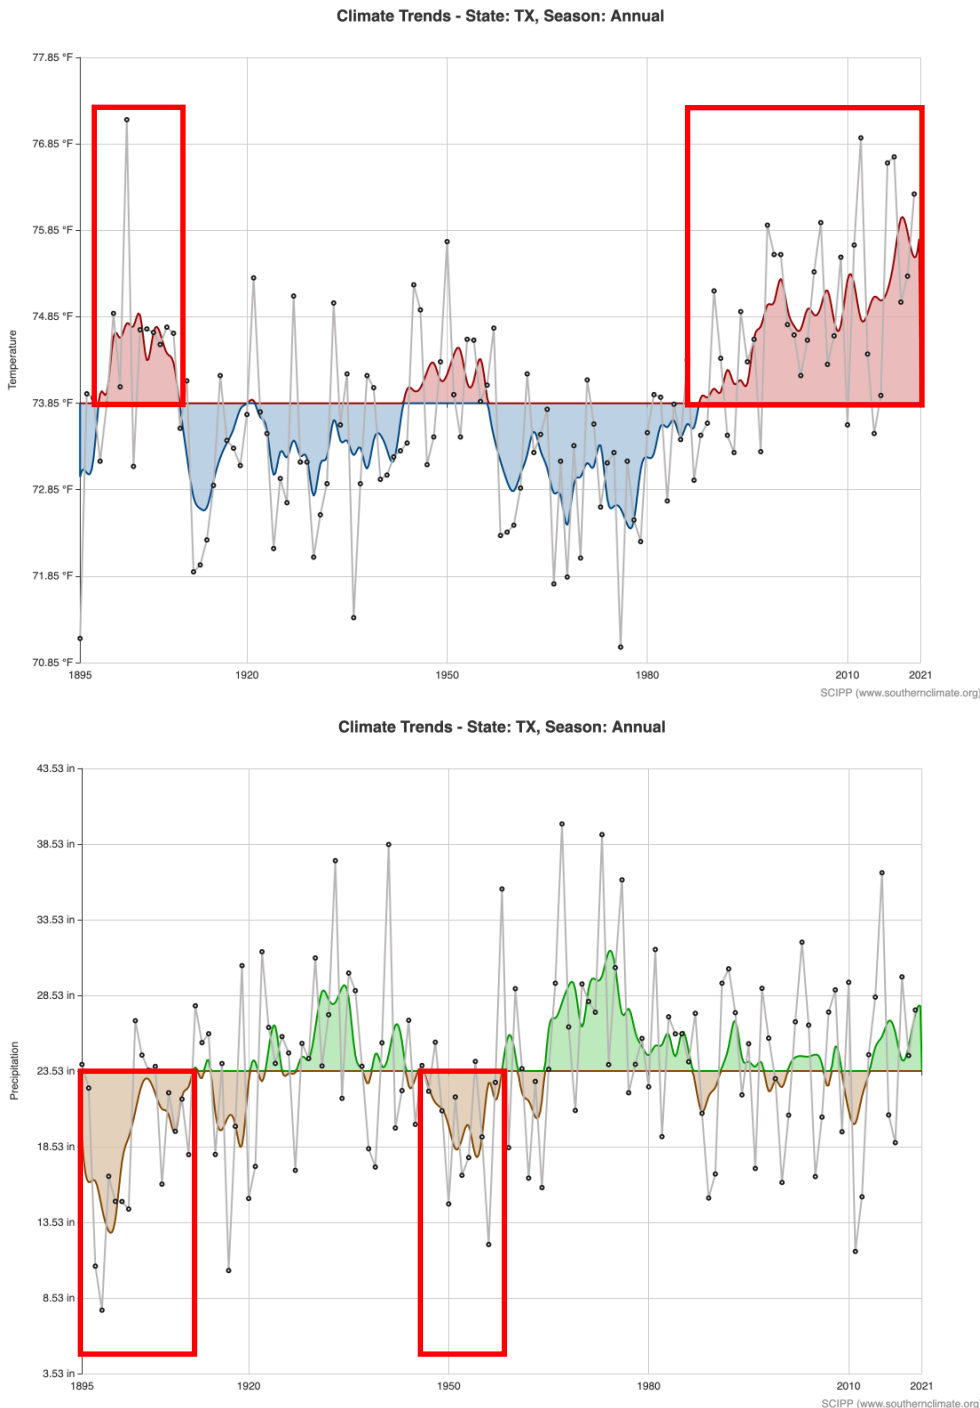 Climate Trends - State: TX, Season: Annual
77.85 °F
76.85 °F
75.85 °F
74.85 °F
73.85 °F
72.85 °F
71.85 °F
70.85 °F
Temperature
1895 1920 1950 1980 2010 2021
SCIPP (www.southernclimate.org)
Climate Trends - State: TX, Season: Annual
43.53 in
38.53 in
33.53 in
28.53 in
23.53 in
18.53 in
13.53 in
8.53 in
3.53 in
Precipitation
1895 1920 1950 1980 2010 2021
SCIPP (www.southernclimate.org)